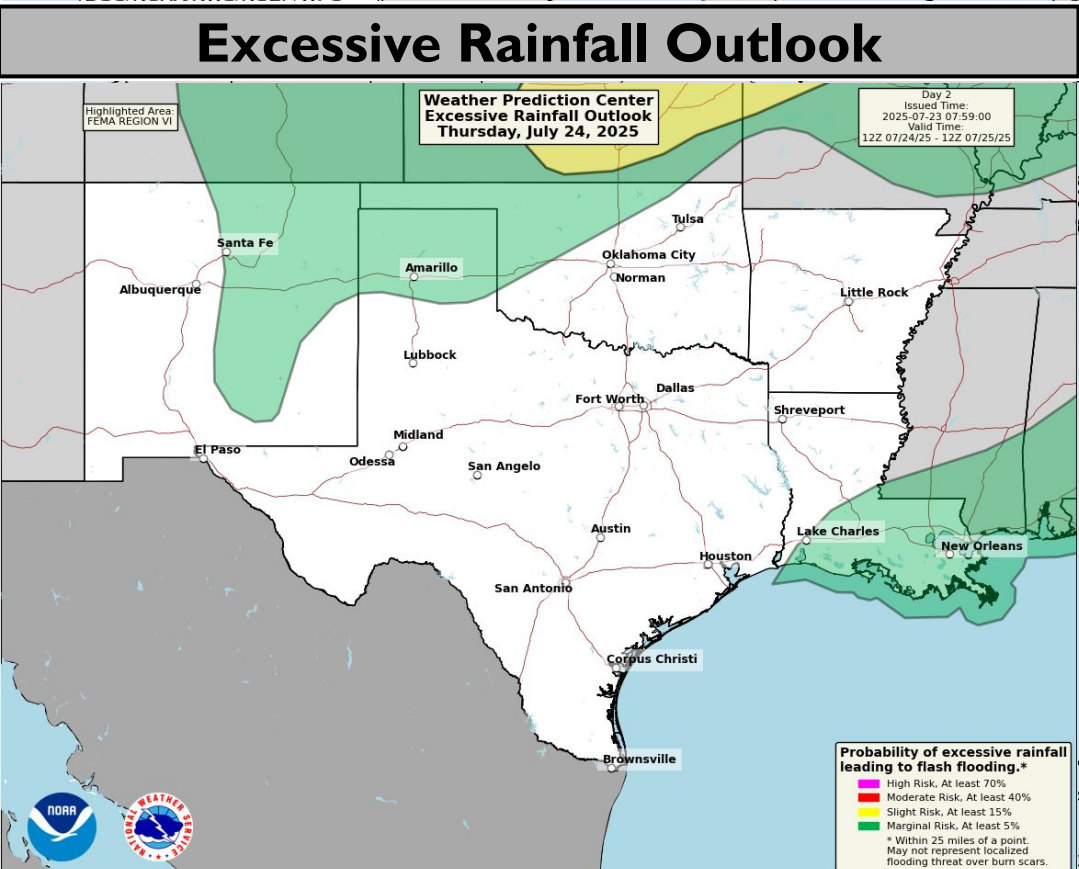 Excessive Rainfall Outlook
Highlighted Area:
FEMA REGION VI
Weather Prediction Center
Excessive Rainfall Outlook
Thursday, July 24, 2025
Day 2
Issued Time:
2025-07-23 07:59:00
Valid Time:
12Z 07/24/25 - 12Z 07/25/25
Tulsa
Santa Fe
Oklahoma City
Amarillo
Norman
Albuquerque
Little Rock
Lubbock
Dallas
Fort Worth
Shreveport
Midland
El Paso
Odessa
San Angelo
Austin
Lake Charles
New Orleans
Houston
San Antonio
Corpus Christi
Brownsville
Probability of excessive rainfall
leading to flash flooding.*
High Risk, At least 70%
Moderate Risk, At least 40%
Slight Risk, At least 15%
Marginal Risk, At least 5%
* Within 25 miles of a point.
May not represent localized
flooding threat over burn scars.
NOAA
NATIONAL WEATHER SERVICE